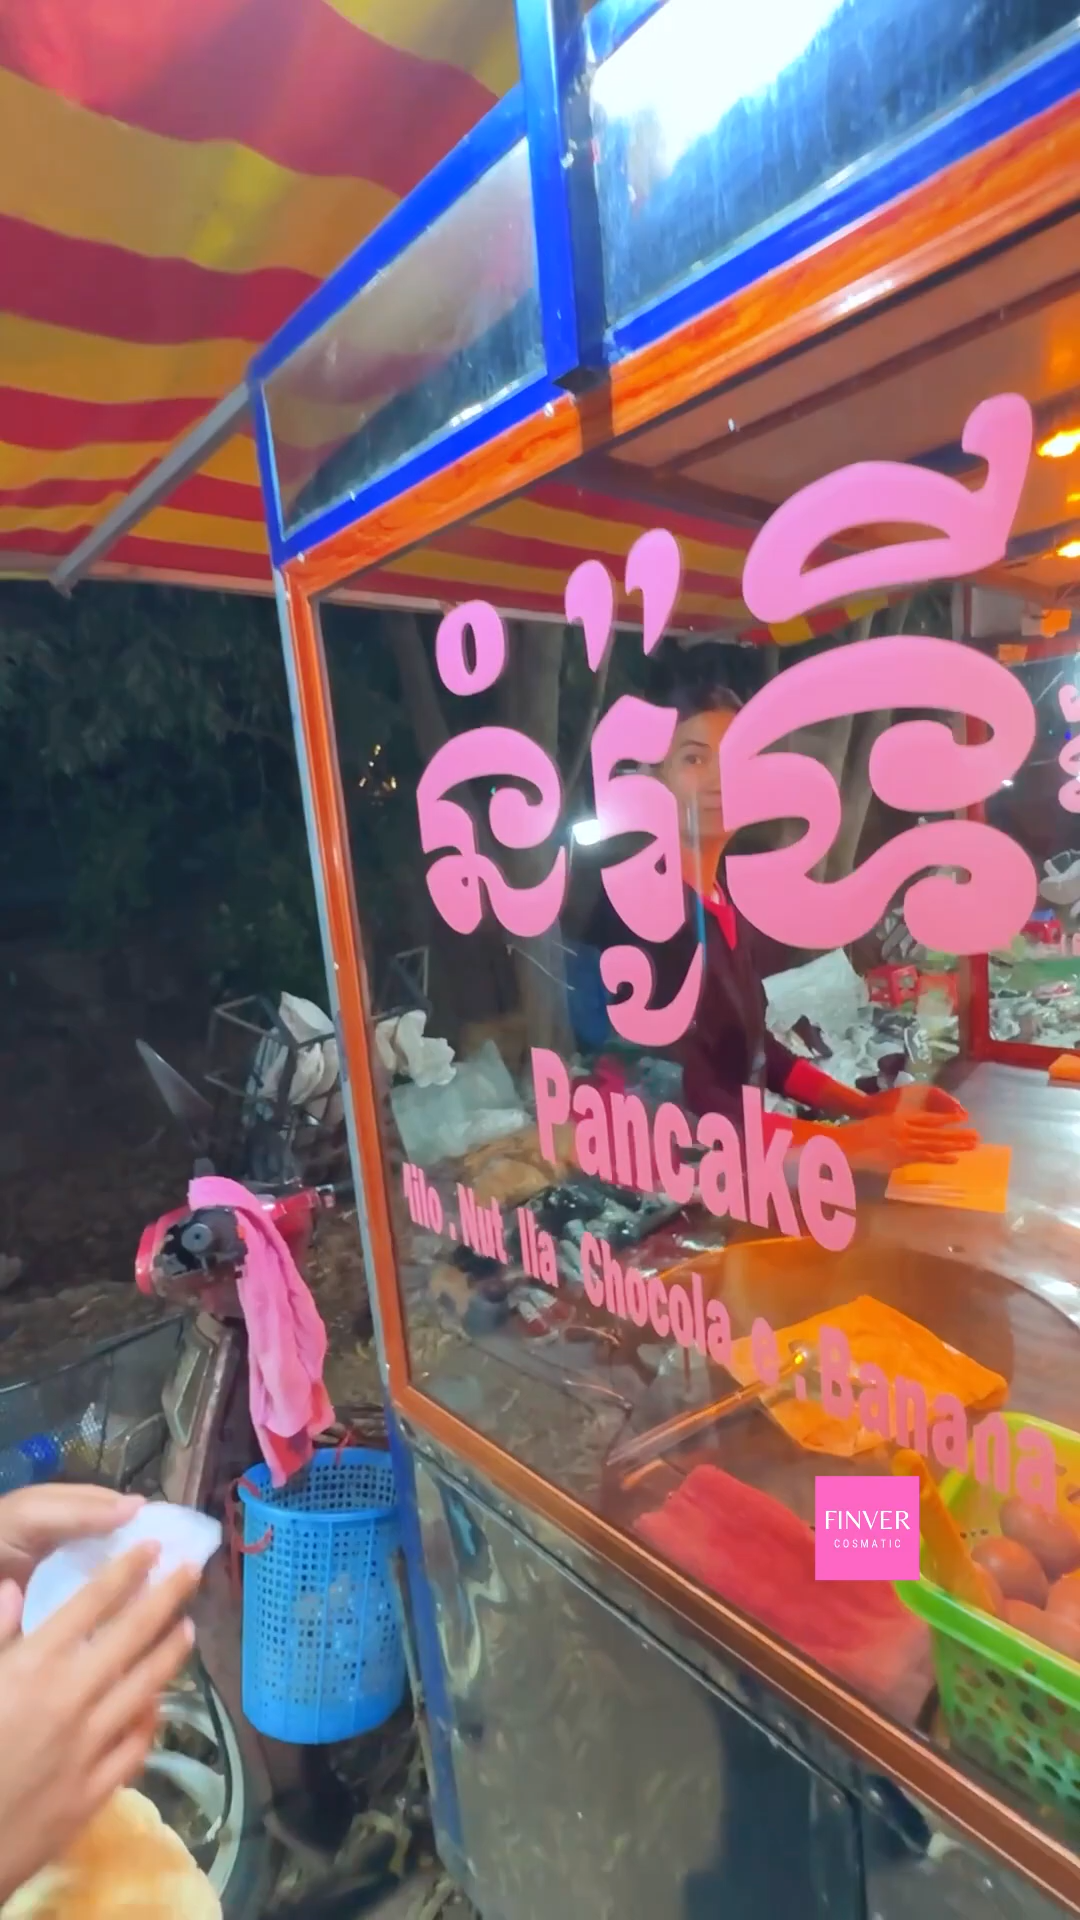 នំរ៉ូទី
Pancake
ilo . Nut lla Chocola e . Banana
FINVER
COSMATIC